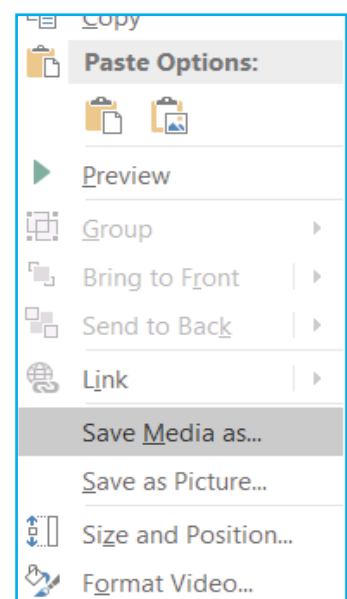 Copy
Paste Options:
Preview
Group
Bring to Front
Send to Back
Link
Save Media as...
Save as Picture...
Size and Position...
Format Video...